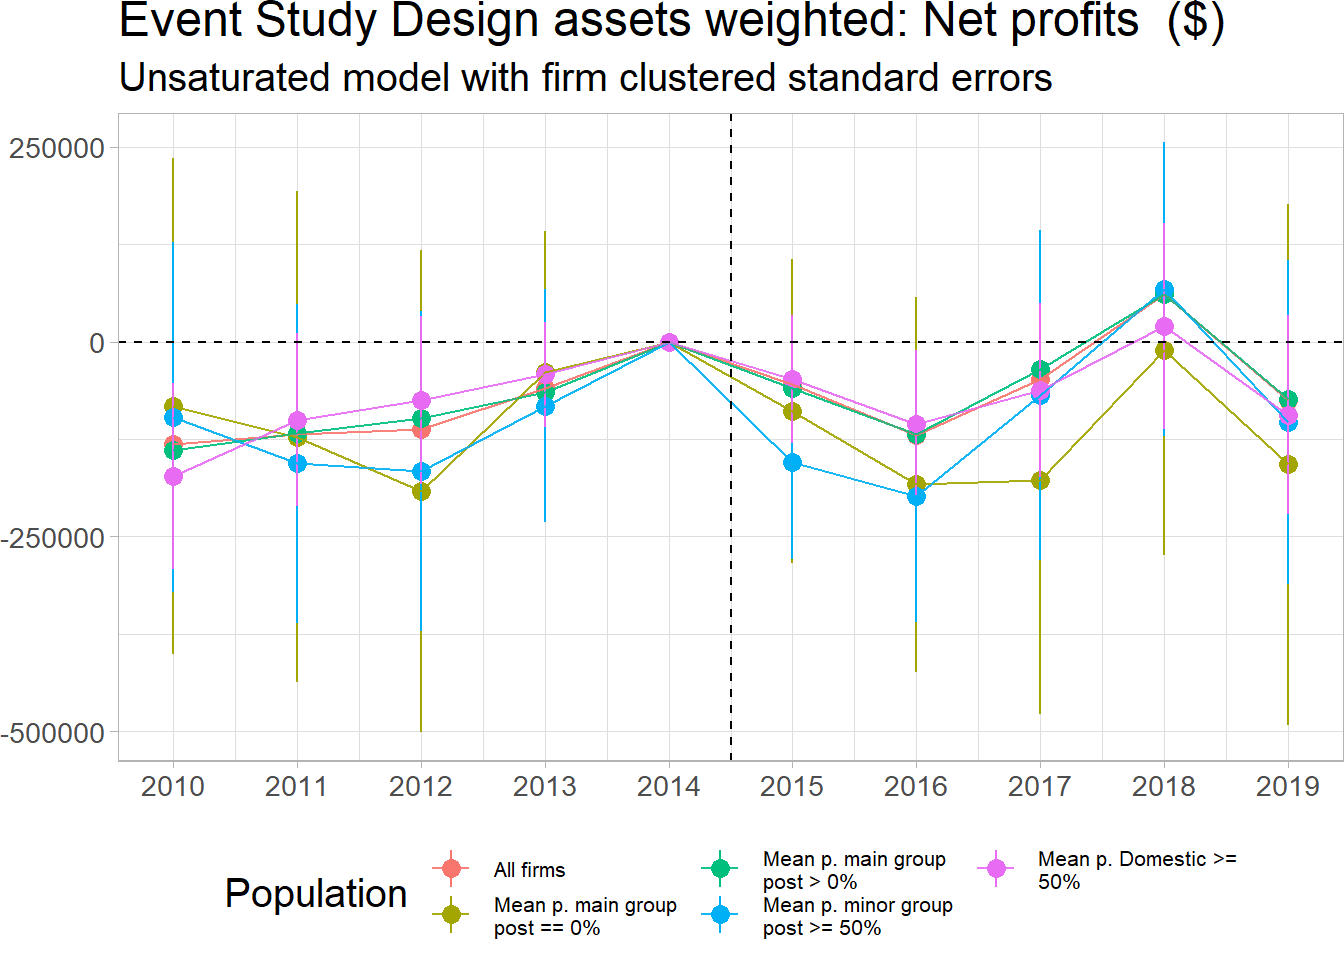 Event Study Design assets weighted: Net profits  ($)
Unsaturated model with firm clustered standard errors
250000
0
-250000
-500000
2010 2011 2012 2013 2014 2015 2016 2017 2018 2019
Population
All firms
Mean p. main group
post == 0%
Mean p. main group
post > 0%
Mean p. minor group
post >= 50%
Mean p. Domestic >=
50%